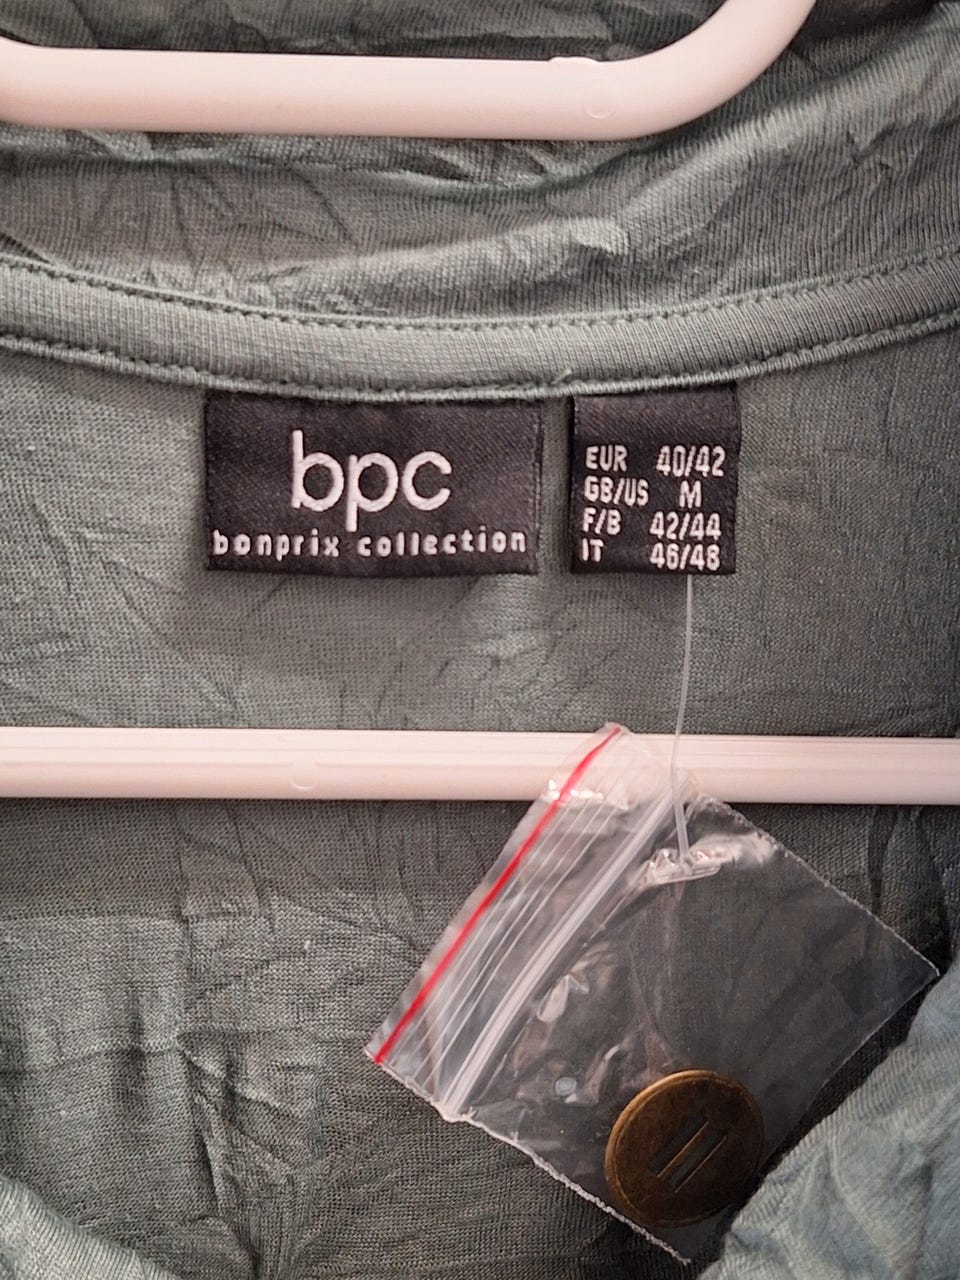 bpc
bonprix collection
EUR 40/42
GB/US M
F/B 42/44
IT 46/48